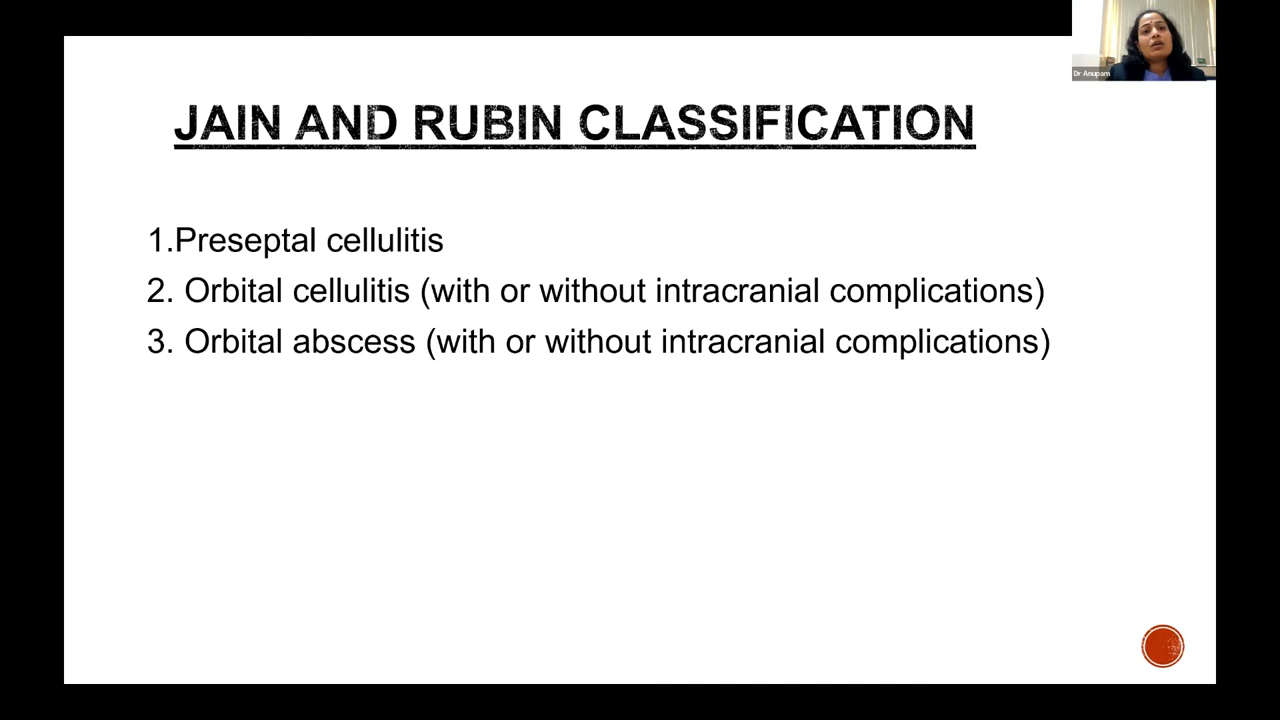 Dr Anupam
JAIN AND RUBIN CLASSIFICATION
1.Preseptal cellulitis
2. Orbital cellulitis (with or without intracranial complications)
3. Orbital abscess (with or without intracranial complications)